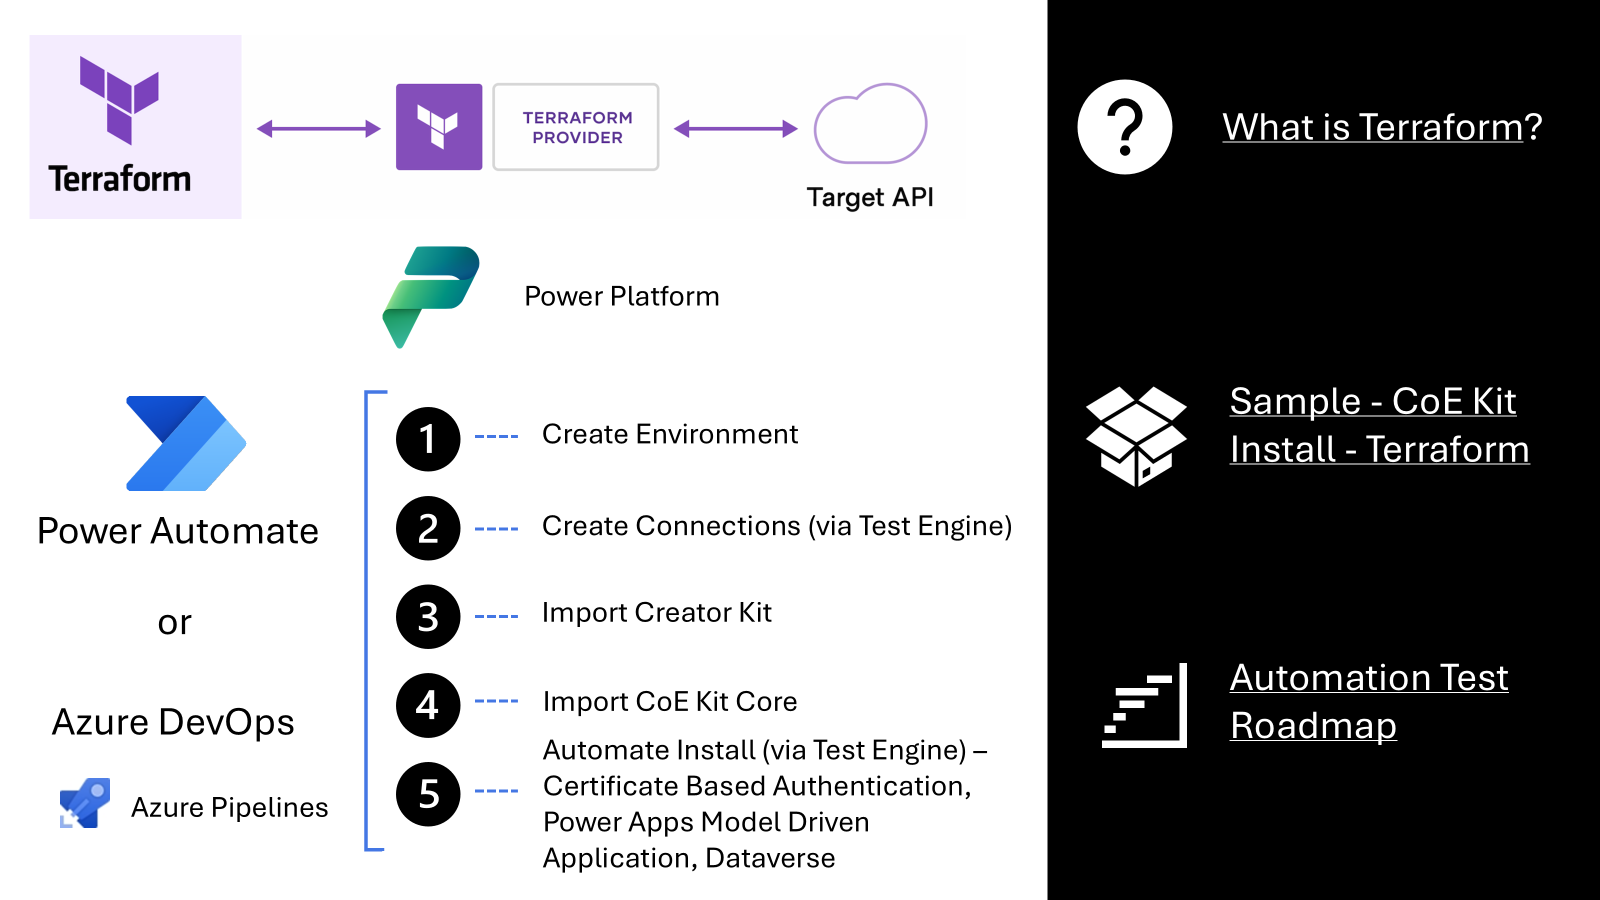 Terraform
TERRAFORM
PROVIDER
Target API
Power Platform
Power Automate
or
Azure DevOps
Azure Pipelines
1 Create Environment
2 Create Connections (via Test Engine)
3 Import Creator Kit
4 Import CoE Kit Core
5 Automate Install (via Test Engine) –
Certificate Based Authentication,
Power Apps Model Driven
Application, Dataverse
What is Terraform?
Sample - CoE Kit
Install - Terraform
Automation Test
Roadmap